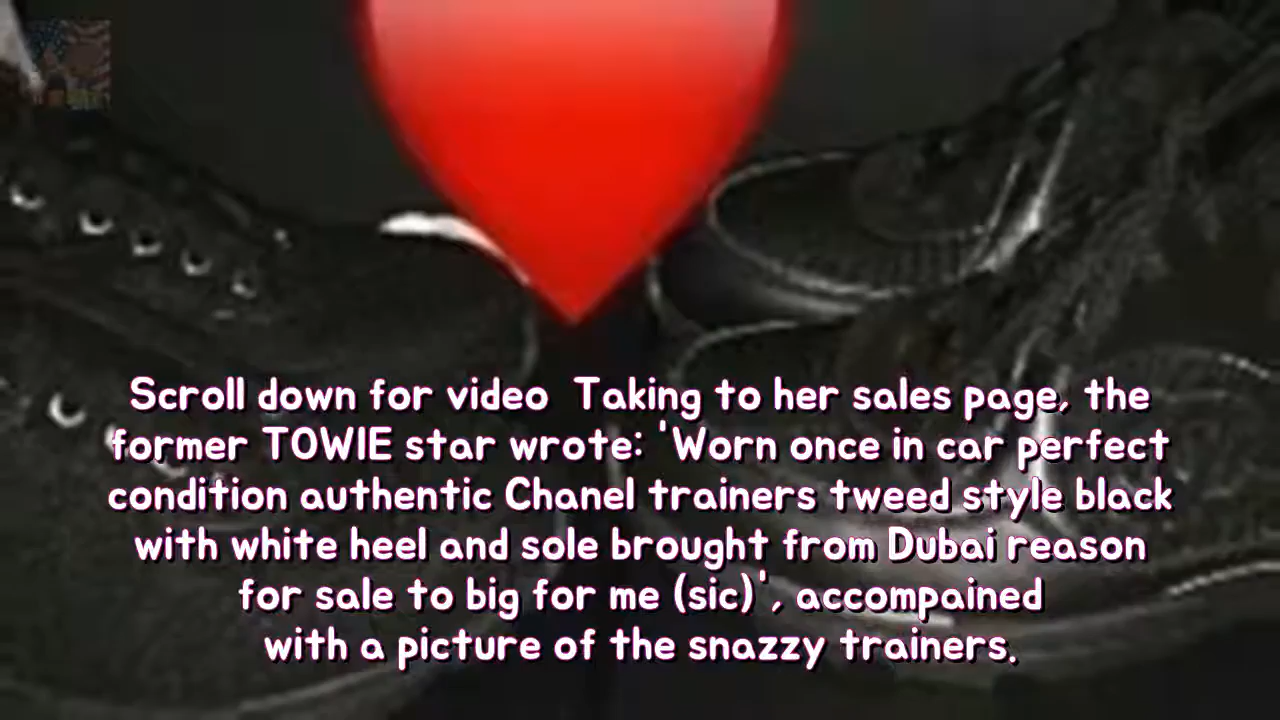 Scroll down for video  Taking to her sales page, the
former TOWIE star wrote: 'Worn once in car perfect
condition authentic Chanel trainers tweed style black
with white heel and sole brought from Dubai reason
for sale to big for me (sic)', accompained
with a picture of the snazzy trainers.